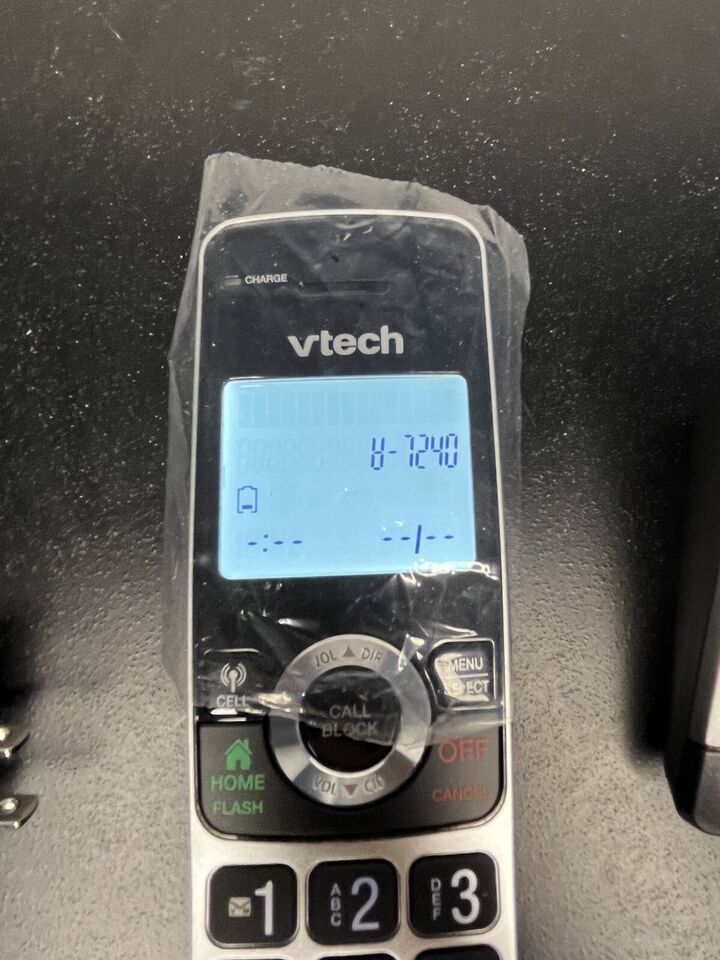 CHARGE
vtech
V-7240
-:-- --/--
VOL ▲ DIR
CELL
MENU
SELECT
CALL
BLOCK
HOME
FLASH
VOL ▼ CID
OFF
CANCEL
1
ABC 2
DEF 3